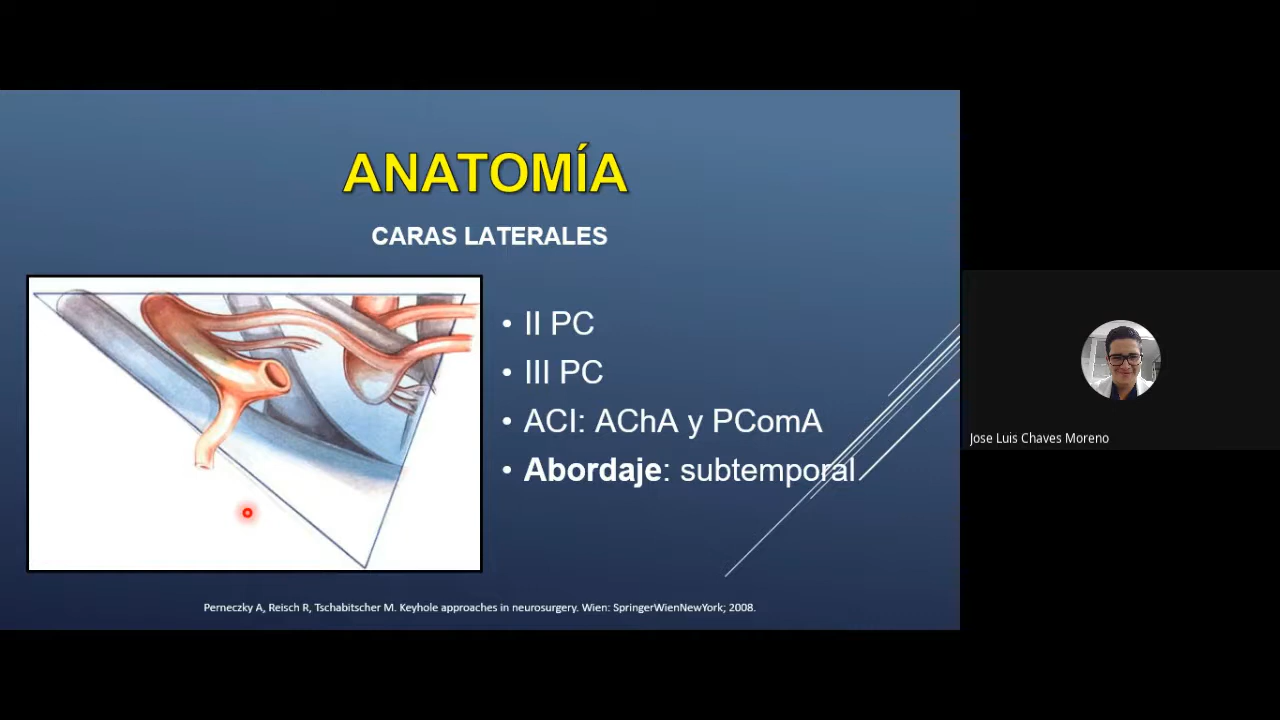 ANATOMÍA
CARAS LATERALES
• II PC
• III PC
• ACI: AChA y PComA
• Abordaje: subtemporal
Perneczky A, Reisch R, Tschabitscher M. Keyhole approaches in neurosurgery. Wien: SpringerWienNewYork; 2008.
Jose Luis Chaves Moreno